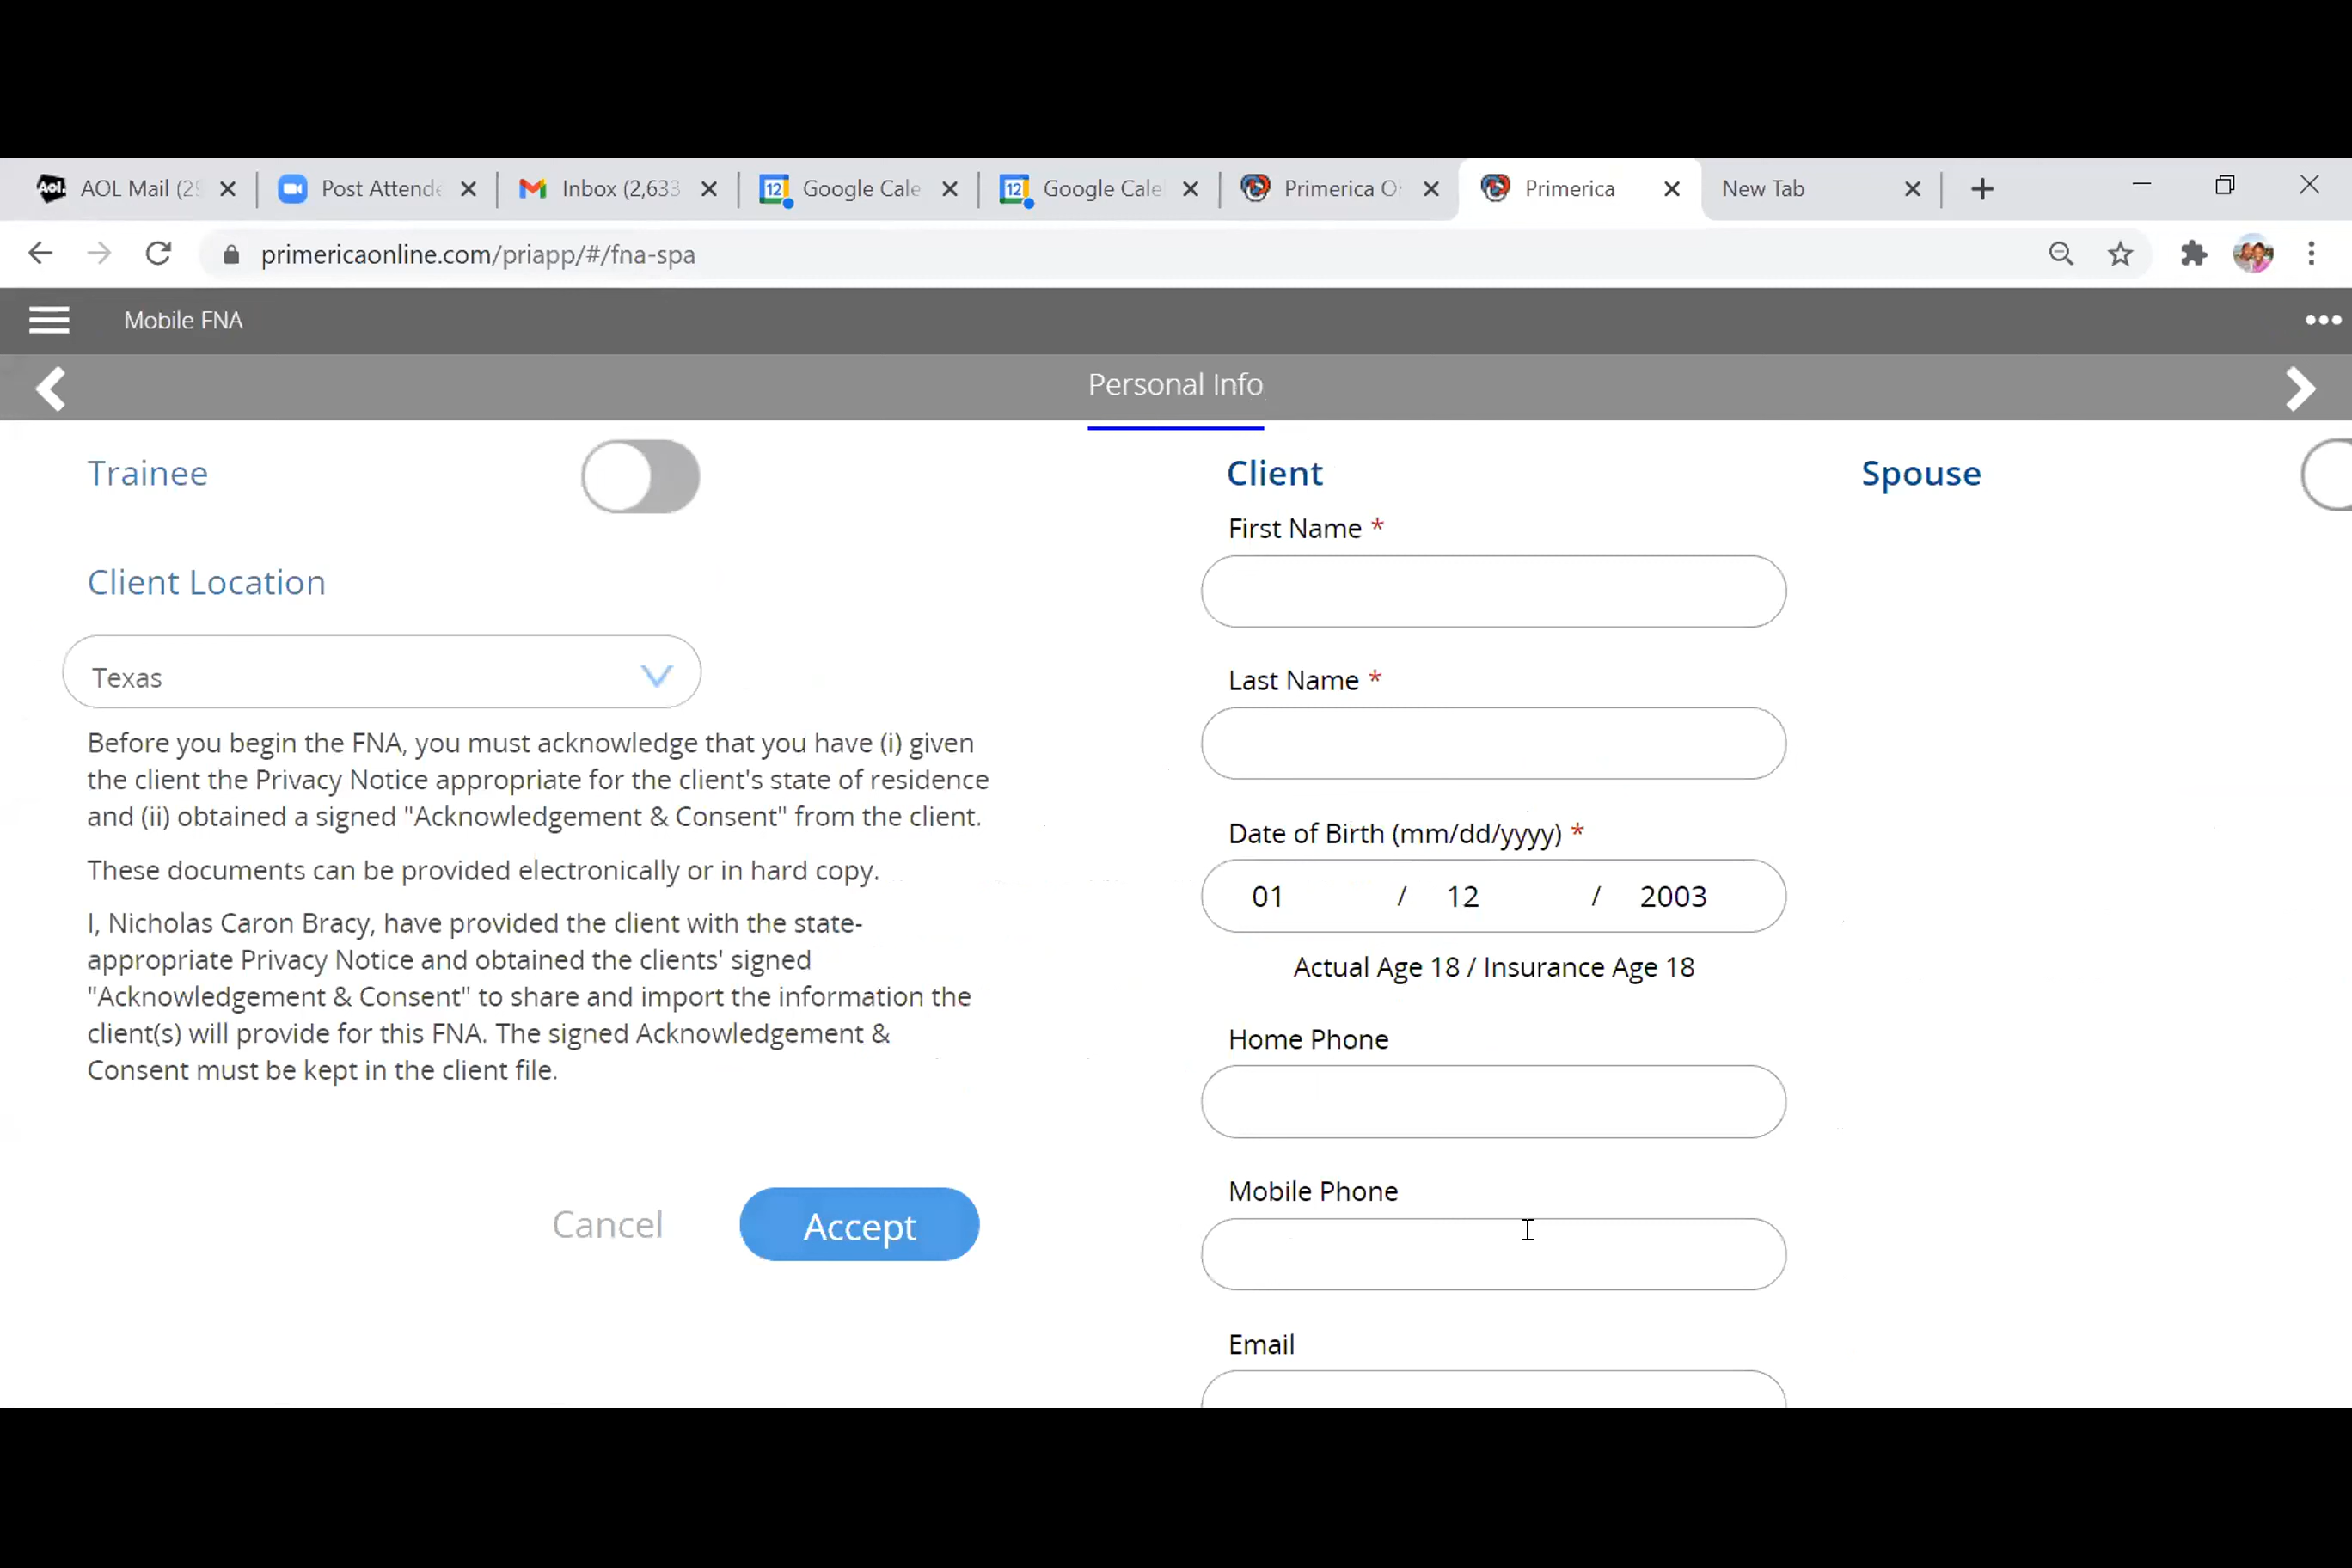 AOL Mail (2
Post Attende
Inbox (2,633
Google Cale
Google Cale
Primerica O
Primerica
New Tab
primericaonline.com/priapp/#/fna-spa
Mobile FNA
Personal Info
Trainee
Client Location
Texas
Before you begin the FNA, you must acknowledge that you have (i) given
the client the Privacy Notice appropriate for the client's state of residence
and (ii) obtained a signed "Acknowledgement & Consent" from the client.
These documents can be provided electronically or in hard copy.
I, Nicholas Caron Bracy, have provided the client with the state-
appropriate Privacy Notice and obtained the clients' signed
"Acknowledgement & Consent" to share and import the information the
client(s) will provide for this FNA. The signed Acknowledgement &
Consent must be kept in the client file.
Cancel
Accept
Client
First Name *
Last Name *
Date of Birth (mm/dd/yyyy) *
01 / 12 / 2003
Actual Age 18 / Insurance Age 18
Home Phone
Mobile Phone
Email
Spouse